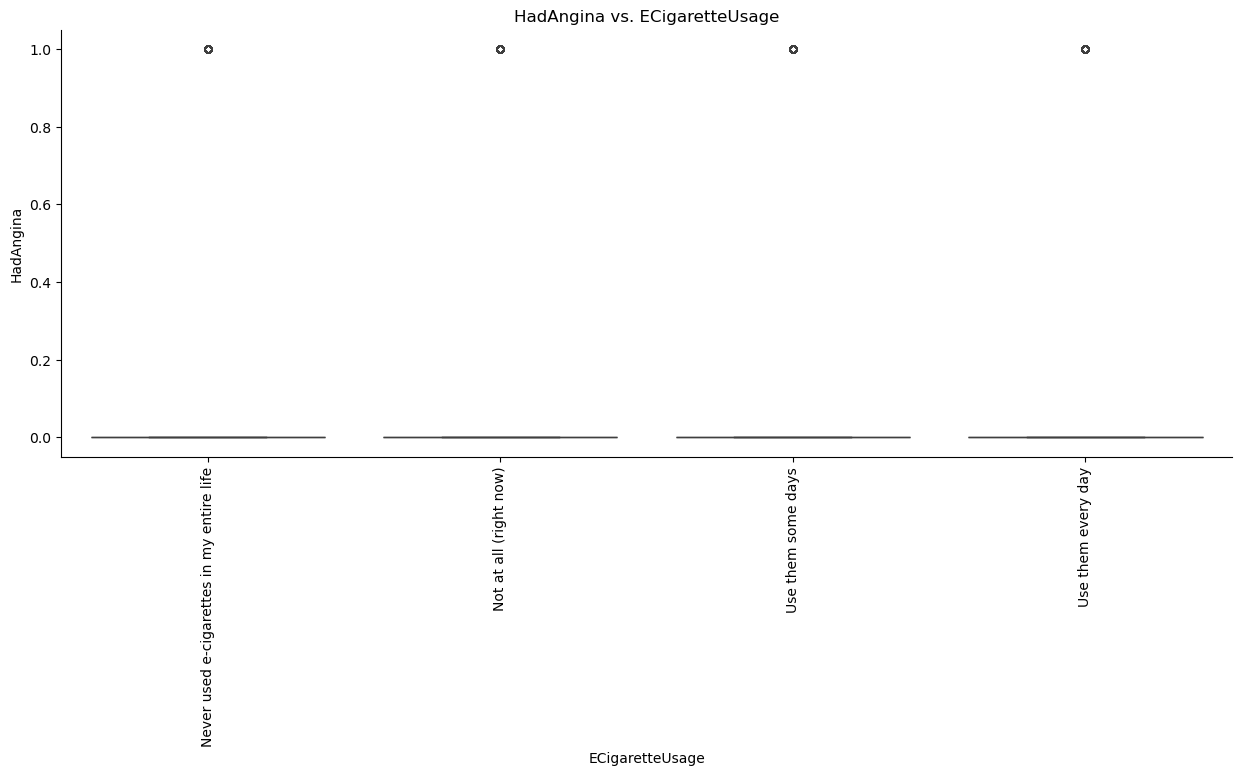 HadAngina vs. ECigaretteUsage
1.0
0.8
0.6
0.4
0.2
0.0
HadAngina
Never used e-cigarettes in my entire life
Not at all (right now)
Use them some days
Use them every day
ECigaretteUsage